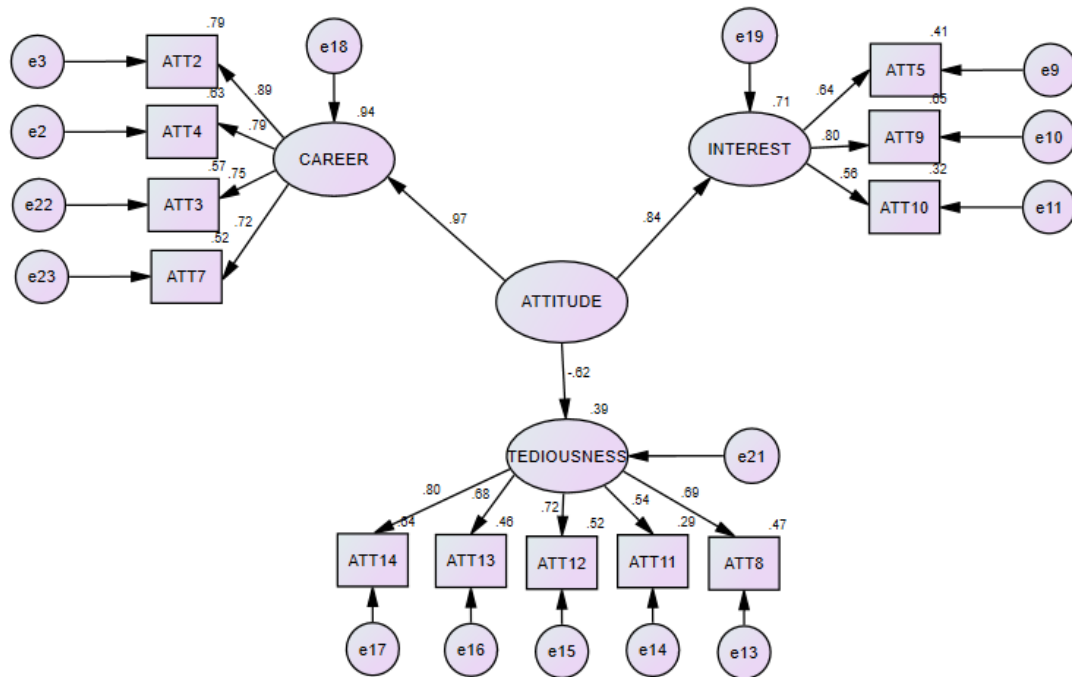 .79
e3
ATT2
e18
.89
.63
e2
ATT4
.79
.94
CAREER
.57
.75
e22
ATT3
.72
.52
e23
ATT7
.97
e19
.41
ATT5
e9
.64
.71
.65
INTEREST
.80
ATT9
e10
.56
.32
ATT10
e11
.84
ATTITUDE
-.62
.39
TEDIOUSNESS
e21
.80
.68
.72
.54
.69
.64
.46
.52
.29
.47
ATT14
ATT13
ATT12
ATT11
ATT8
e17
e16
e15
e14
e13